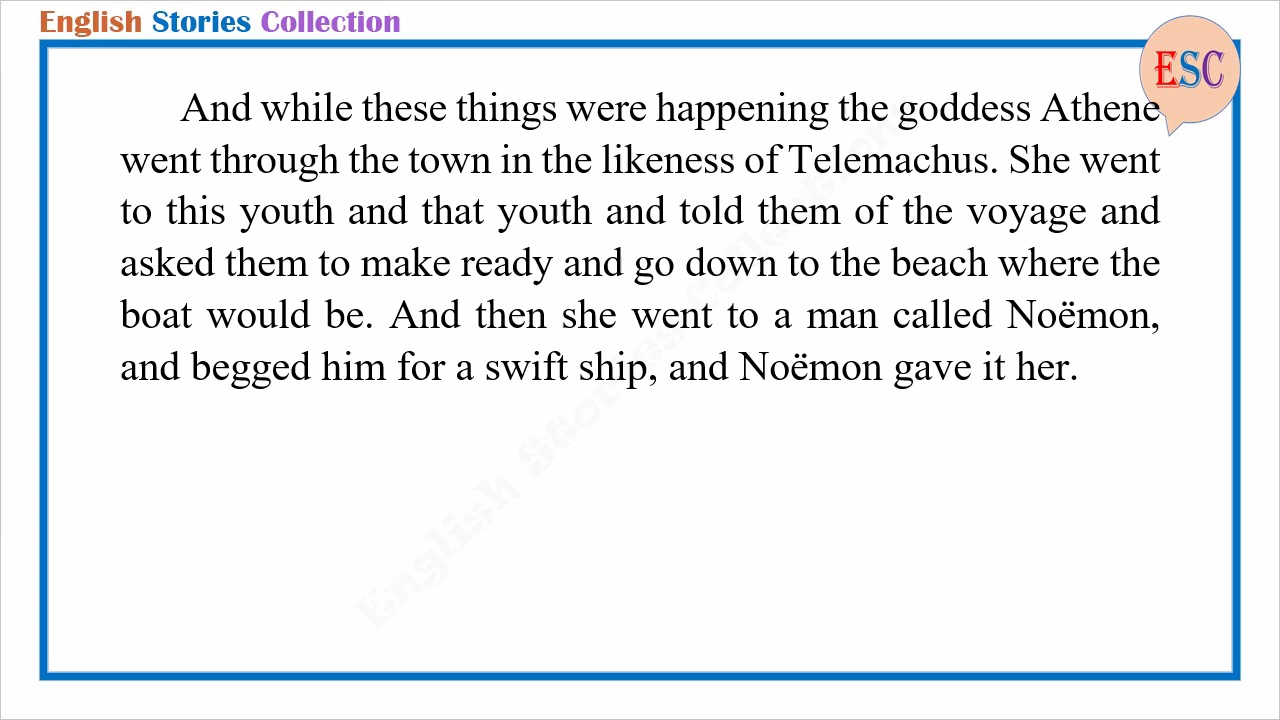 English Stories Collection
ESC
And while these things were happening the goddess Athene
went through the town in the likeness of Telemachus. She went
to this youth and that youth and told them of the voyage and
asked them to make ready and go down to the beach where the
boat would be. And then she went to a man called Noëmon,
and begged him for a swift ship, and Noëmon gave it her.
English Stories Collection